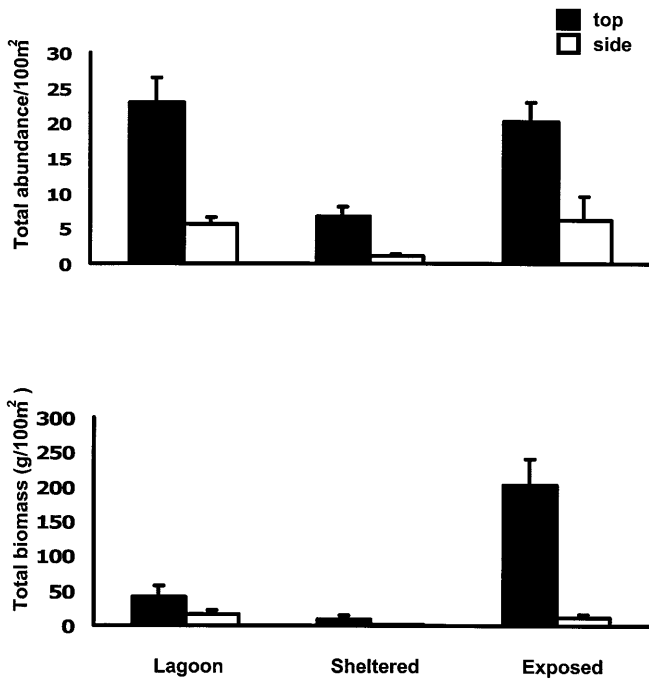 top
side
Total abundance/100m²
30
25
20
15
10
5
0
Total biomass (g/100m²)
300
250
200
150
100
50
0
Lagoon Sheltered Exposed